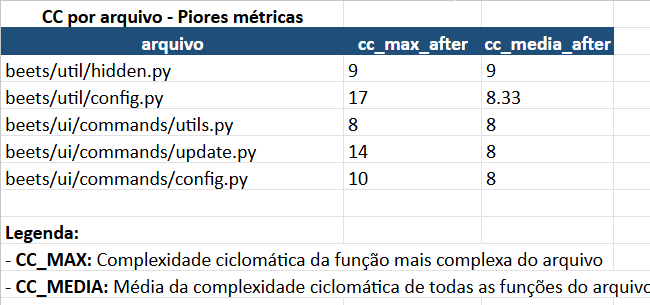 CC por arquivo - Piores métricas
arquivo cc_max_after cc_media_after
beets/util/hidden.py 9 9
beets/util/config.py 17 8.33
beets/ui/commands/utils.py 8 8
beets/ui/commands/update.py 14 8
beets/ui/commands/config.py 10 8
Legenda:
- CC_MAX: Complexidade ciclomática da função mais complexa do arquivo
- CC_MEDIA: Média da complexidade ciclomática de todas as funções do arquivo